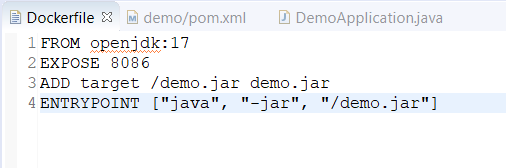 Dockerfile demo/pom.xml DemoApplication.java
1 FROM openjdk:17
2 EXPOSE 8086
3 ADD target /demo.jar demo.jar
4 ENTRYPOINT ["java", "-jar", "/demo.jar"]